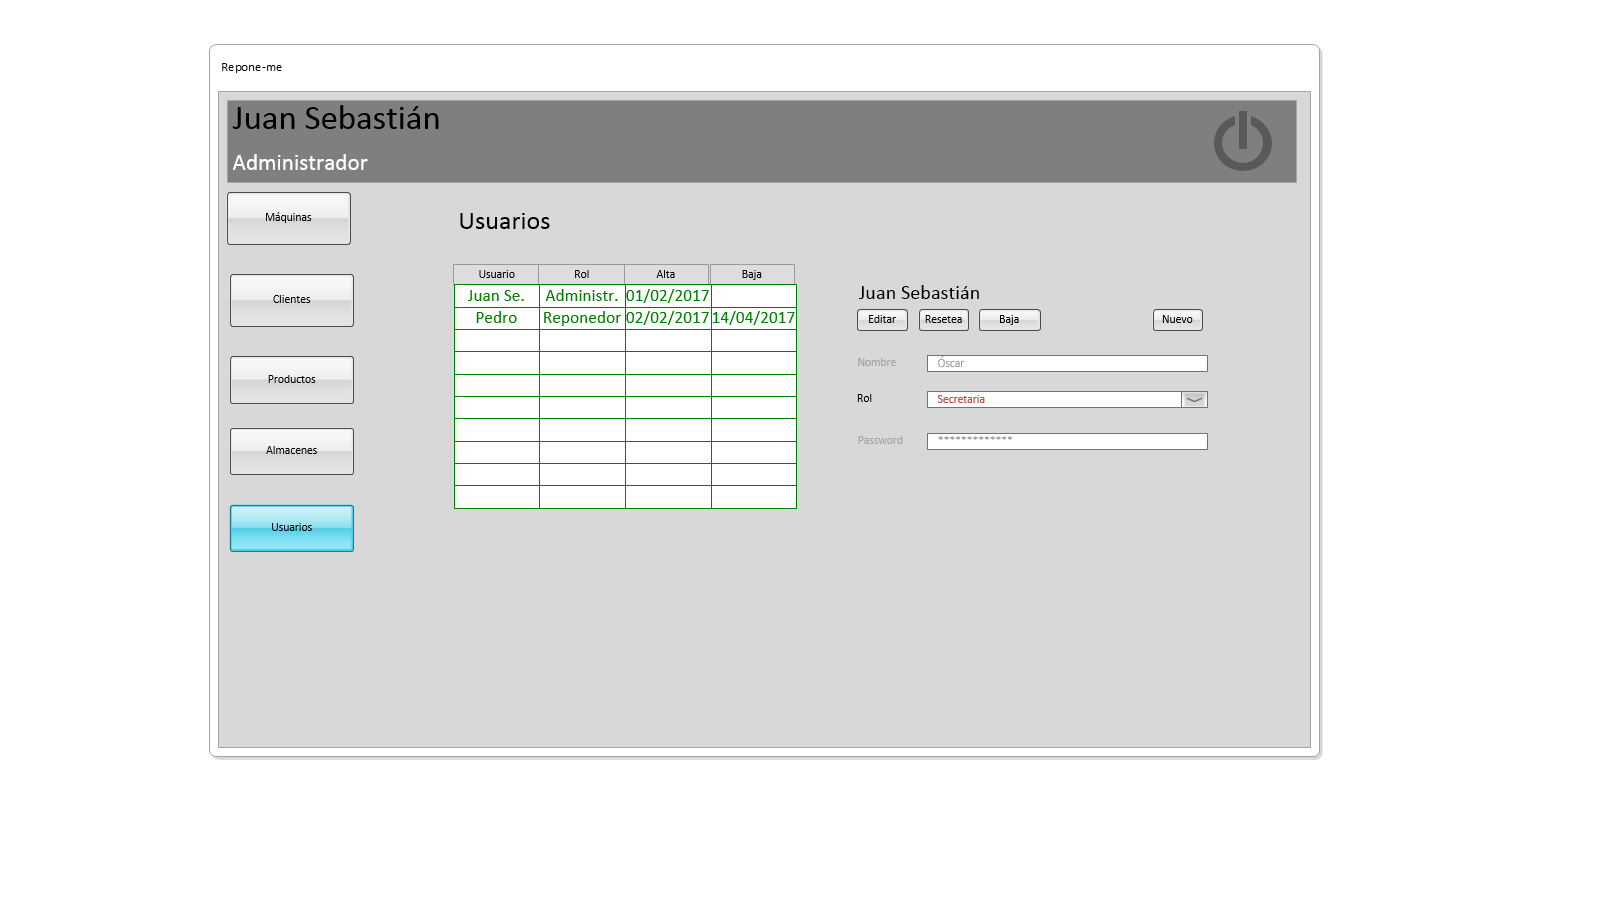 Repone-me
Juan Sebastián
Administrador
Máquinas
Clientes
Productos
Almacenes
Usuarios
Usuarios
Usuario Rol Alta Baja
Juan Se. Administr. 01/02/2017
Pedro Reponedor 02/02/2017 14/04/2017
Juan Sebastián
Editar Resetea Baja Nuevo
Nombre Óscar
Rol Secretaria
Password *************